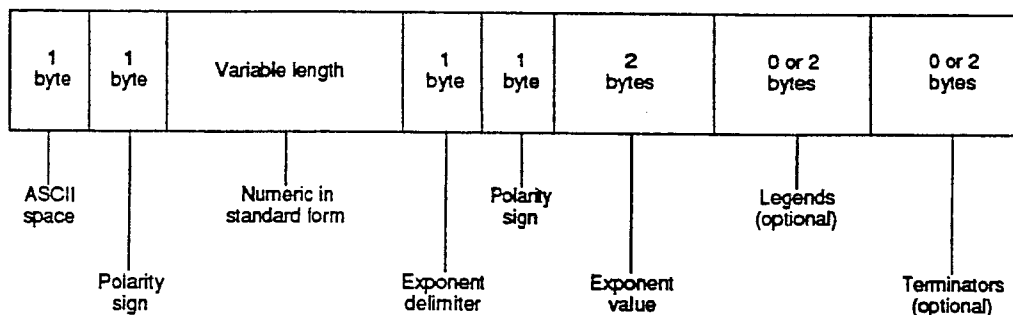 1
byte
1
byte
Variable length
1
byte
1
byte
2
bytes
0 or 2
bytes
0 or 2
bytes
ASCII
space
Numeric in
standard form
Polarity
sign
Legends
(optional)
Polarity
sign
Exponent
delimiter
Exponent
value
Terminators
(optional)